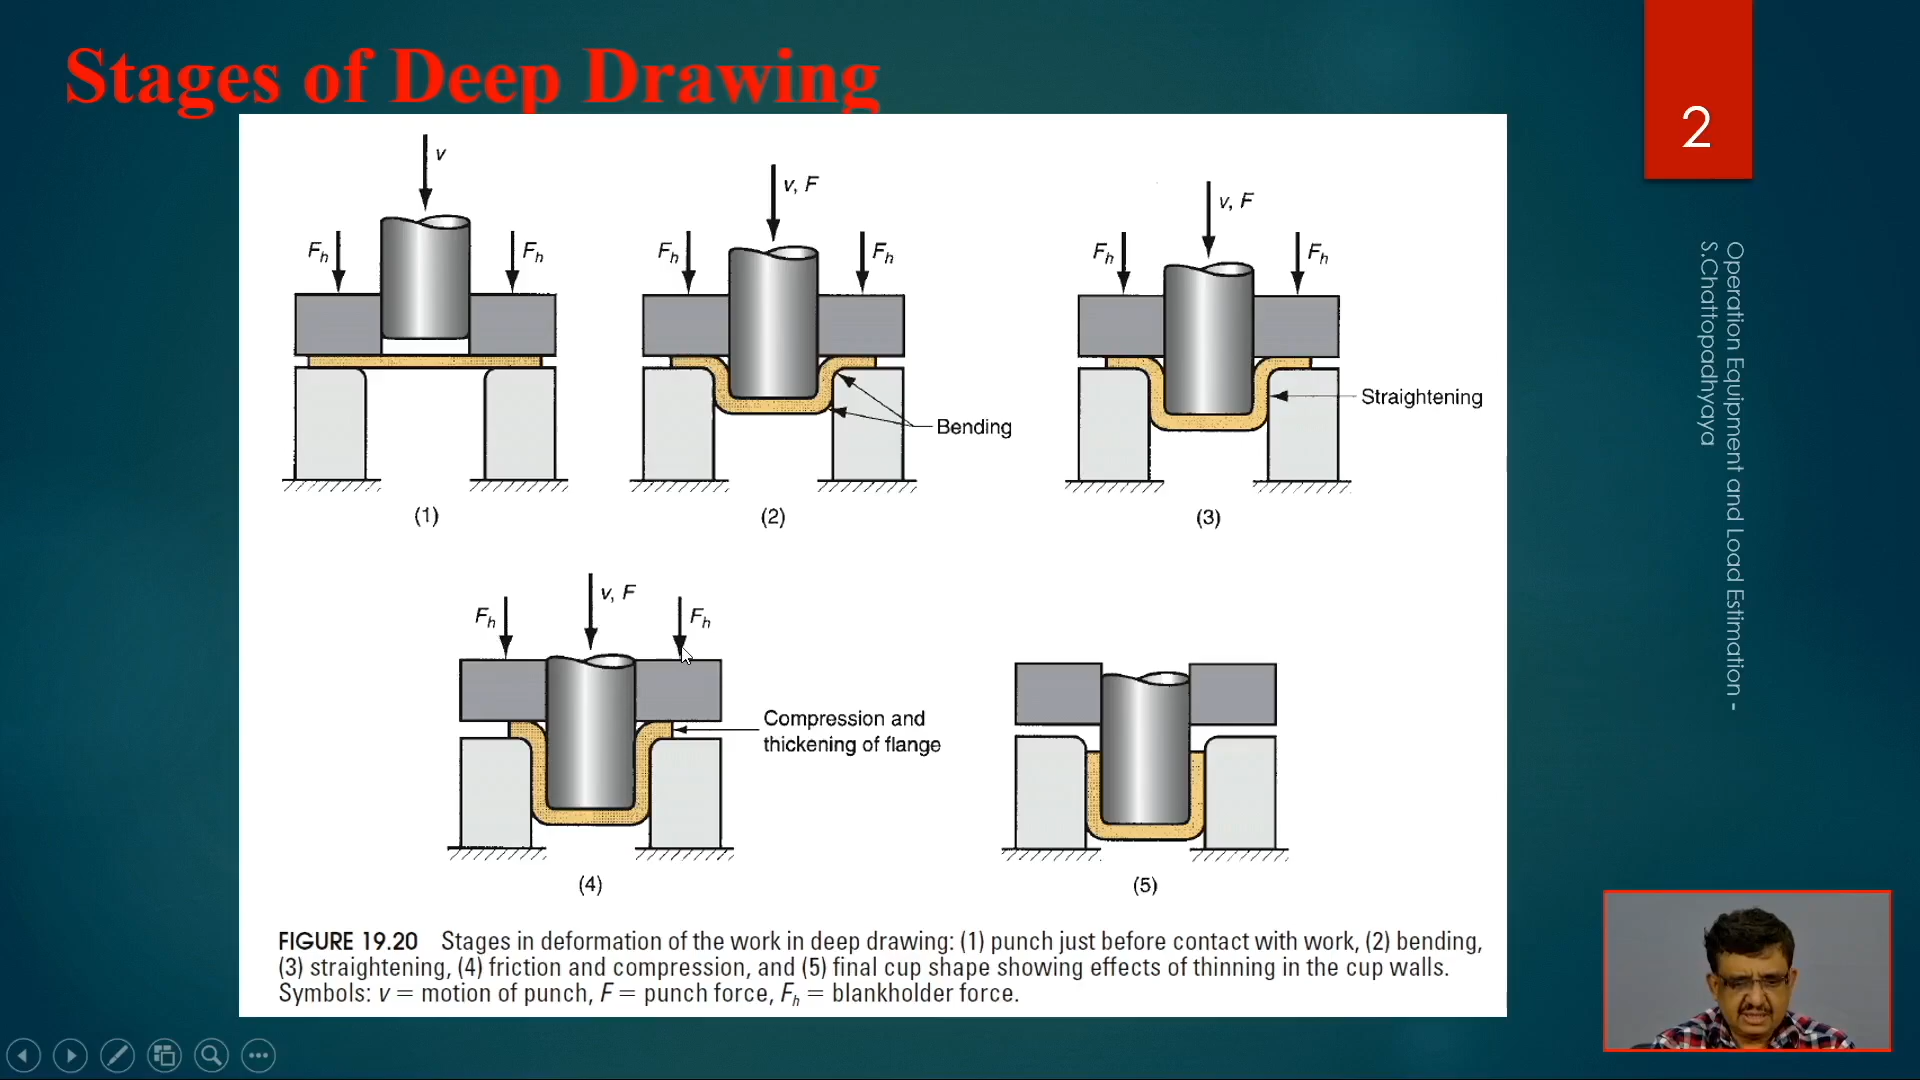 Stages of Deep Drawing
2
Operation Equipment and Load Estimation -
S.Chattopadhyaya
v
Fh
Fh
(1)
v, F
Fh
Fh
Bending
(2)
v, F
Fh
Fh
Straightening
(3)
v, F
Fh
Fh
Compression and
thickening of flange
(4)
(5)
FIGURE 19.20 Stages in deformation of the work in deep drawing: (1) punch just before contact with work, (2) bending,
(3) straightening, (4) friction and compression, and (5) final cup shape showing effects of thinning in the cup walls.
Symbols: v = motion of punch, F = punch force, Fh = blankholder force.